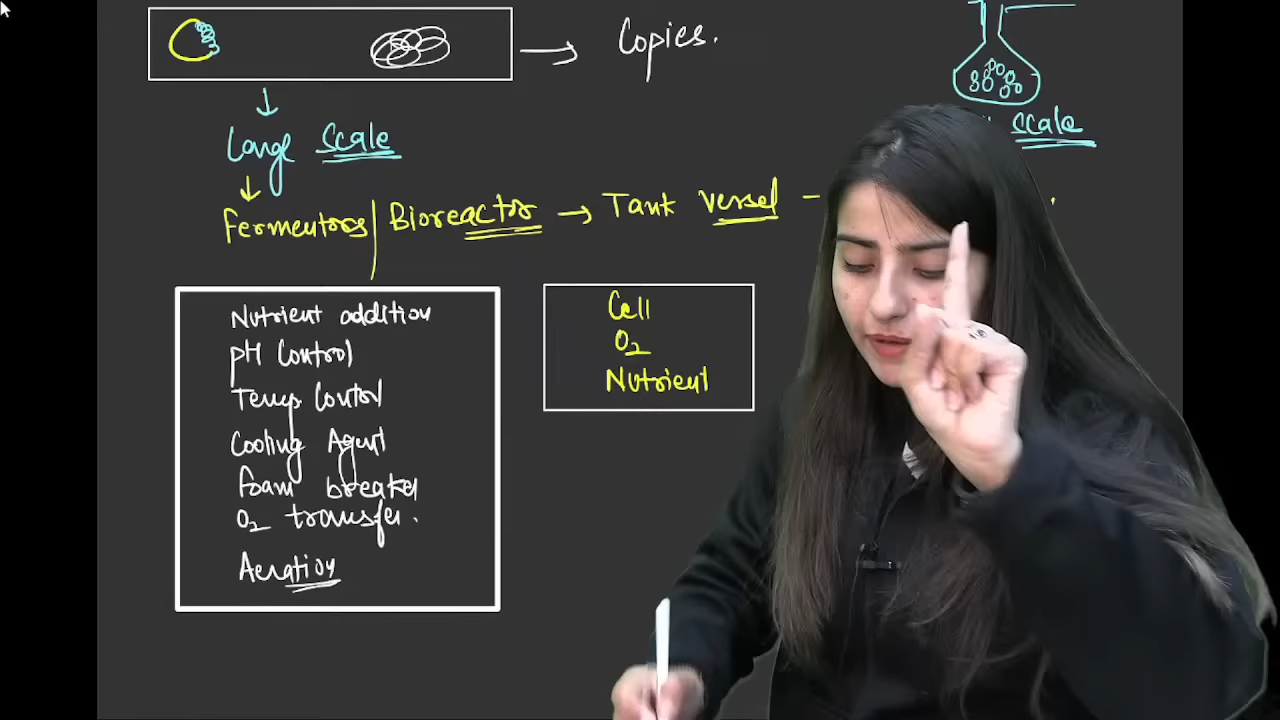 Copies.
Large Scale
scale
Fermentors | Bioreactor → Tank Vessel –
Nutrient addition
pH Control
Temp Control
Cooling Agent
Foam breaker
O2 transfer.
Aeration
Cell
O2
Nutrient